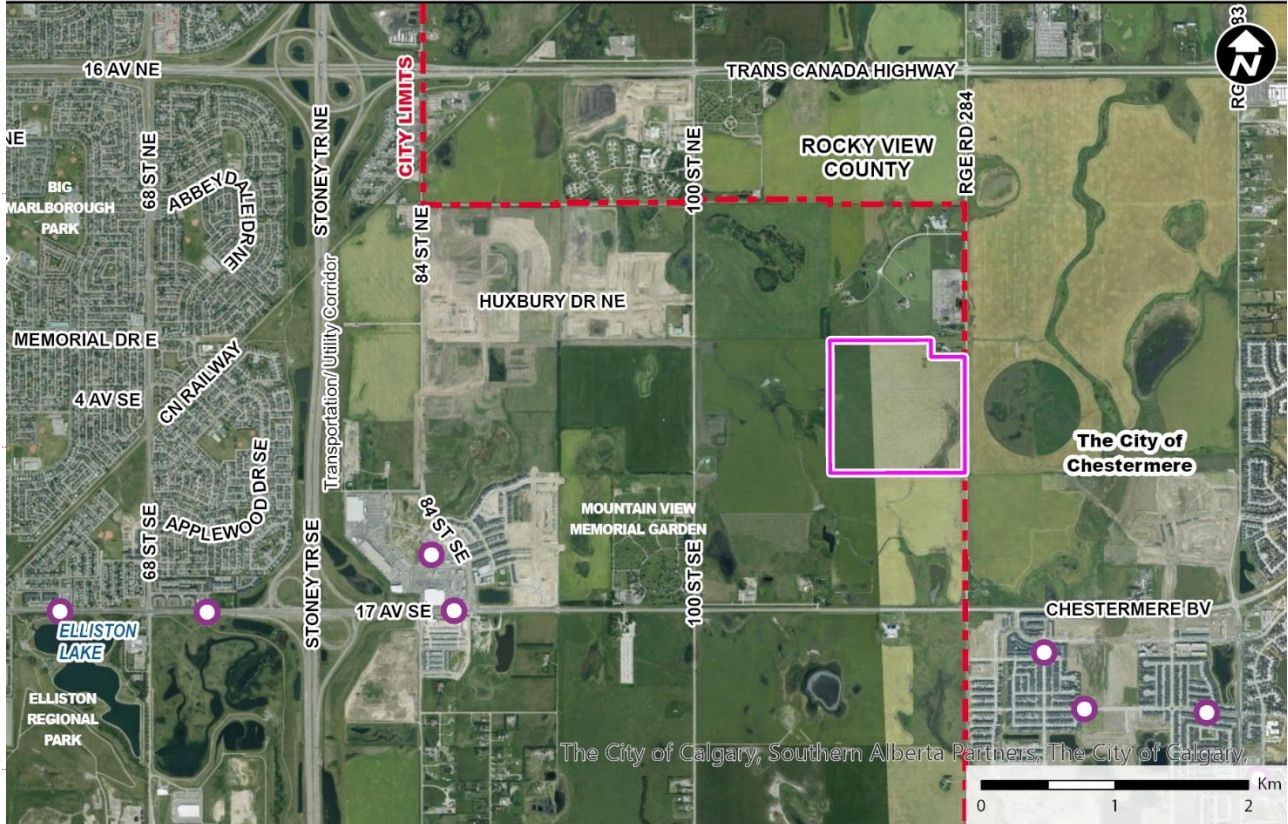 83
16 AV NE
TRANS CANADA HIGHWAY
N
NE
BIG
MARLBOROUGH
PARK
68 ST NE
ABBEYDALE DR NE
STONEY TR NE
CITY LIMITS
100 ST NE
ROCKY VIEW
COUNTY
RGE RD 284
84 ST NE
HUXBURY DR NE
Transportation/ Utility Corridor
MEMORIAL DR E
CN RAILWAY
4 AV SE
The City of
Chestermere
APPLEWOOD DR SE
68 ST SE
84 ST SE
MOUNTAIN VIEW
MEMORIAL GARDEN
STONEY TR SE
100 ST SE
17 AV SE
CHESTERMERE BV
ELLISTON
LAKE
ELLISTON
REGIONAL
PARK
The City of Calgary, Southern Alberta Partners, The City of Calgary,
Km
0 1 2